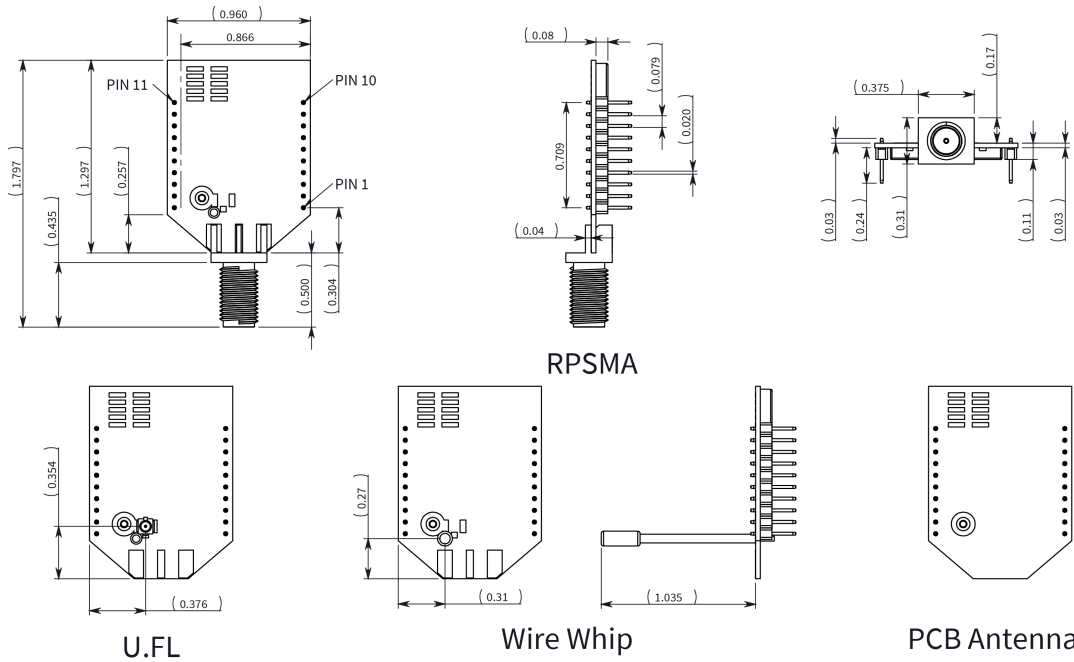 ( 0.960 )
0.866
PIN 11
PIN 10
PIN 1
( 1.797 )
( 1.297 )
( 0.257 )
( 0.435 )
( 0.500 )
( 0.304 )
( 0.08 )
( 0.079 )
( 0.020 )
0.709
( 0.04 )
( 0.17 )
( 0.375 )
( 0.03 )
( 0.24 )
( 0.31 )
( 0.11 )
( 0.03 )
RPSMA
( 0.354 )
( 0.376 )
U.FL
( 0.27 )
( 0.31 )
( 1.035 )
Wire Whip
PCB Antenna